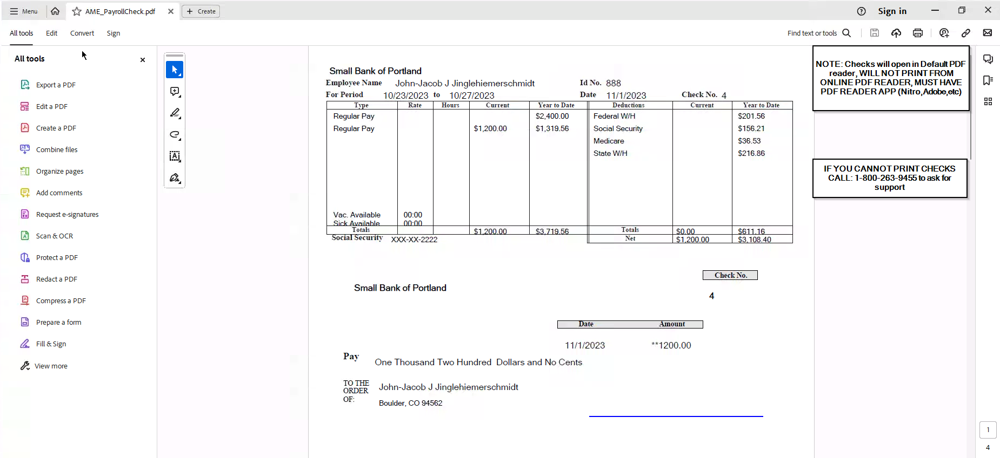 Menu
AME_PayrollCheck.pdf
Create
Sign in
All tools
Edit
Convert
Sign
Find text or tools
All tools
Export a PDF
Edit a PDF
Create a PDF
Combine files
Organize pages
Add comments
Request e-signatures
Scan & OCR
Protect a PDF
Redact a PDF
Compress a PDF
Prepare a form
Fill & Sign
View more
Small Bank of Portland
Employee Name John-Jacob J Jinglehiemerschmidt Id No. 888
For Period 10/23/2023 to 10/27/2023 Date 11/1/2023 Check No. 4
Type Rate Hours Current Year to Date Deductions Current Year to Date
Regular Pay $2,400.00 Federal W/H $201.56
Regular Pay $1,200.00 $1,319.56 Social Security $156.21
Medicare $36.53
State W/H $216.86
Vac. Available 00:00
Sick Available 00:00
Totals $1,200.00 $3,719.56 Totals $0.00 $611.16
Social Security XXX-XX-2222 Net $1,200.00 $3,108.40
Check No.
Small Bank of Portland
4
Date Amount
11/1/2023 **1200.00
Pay
One Thousand Two Hundred Dollars and No Cents
TO THE
ORDER
OF:
John-Jacob J Jinglehiemerschmidt
Boulder, CO 94562
NOTE: Checks will open in Default PDF
reader, WILL NOT PRINT FROM
ONLINE PDF READER, MUST HAVE
PDF READER APP (Nitro,Adobe,etc)
IF YOU CANNOT PRINT CHECKS
CALL: 1-800-263-9455 to ask for
support
1
4